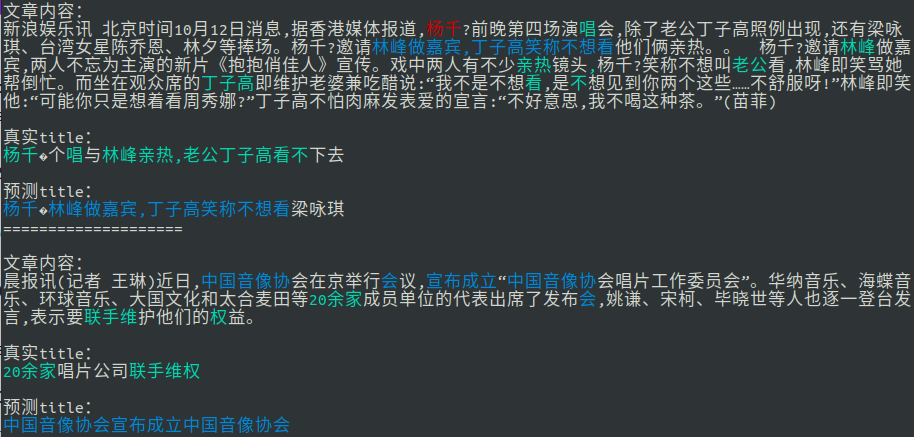 文章内容:
新浪娱乐讯 北京时间10月12日消息,据香港媒体报道,杨千?前晚第四场演唱会,除了老公丁子高照例出现,还有梁咏
琪、台湾女星陈乔恩、林夕等捧场。杨千?邀请林峰做嘉宾,丁子高笑称不想看他们俩亲热。。  杨千?邀请林峰做嘉
宾,两人不忘为主演的新片《抱抱俏佳人》宣传。戏中两人有不少亲热镜头,杨千?笑称不想叫老公看,林峰即笑骂她
帮倒忙。而坐在观众席的丁子高即维护老婆兼吃醋说:“我不是不想看,是不想见到你两个这些……不舒服呀!”林峰即笑
他:“可能你只是想着看周秀娜?”丁子高不怕肉麻发表爱的宣言:“不好意思,我不喝这种茶。”(苗菲)
真实title:
杨千�个唱与林峰亲热,老公丁子高看不下去
预测title:
杨千�林峰做嘉宾,丁子高笑称不想看梁咏琪
====================
文章内容:
晨报讯(记者 王琳)近日,中国音像协会在京举行会议,宣布成立“中国音像协会唱片工作委员会”。华纳音乐、海蝶音
乐、环球音乐、大国文化和太合麦田等20余家成员单位的代表出席了发布会,姚谦、宋柯、毕晓世等人也逐一登台发
言,表示要联手维护他们的权益。
真实title:
20余家唱片公司联手维权
预测title:
中国音像协会宣布成立中国音像协会